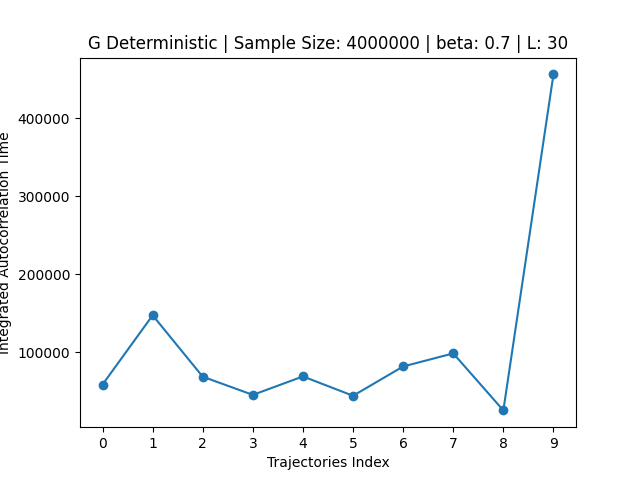 G Deterministic | Sample Size: 4000000 | beta: 0.7 | L: 30
400000
300000
200000
100000
Integrated Autocorrelation Time
0 1 2 3 4 5 6 7 8 9
Trajectories Index